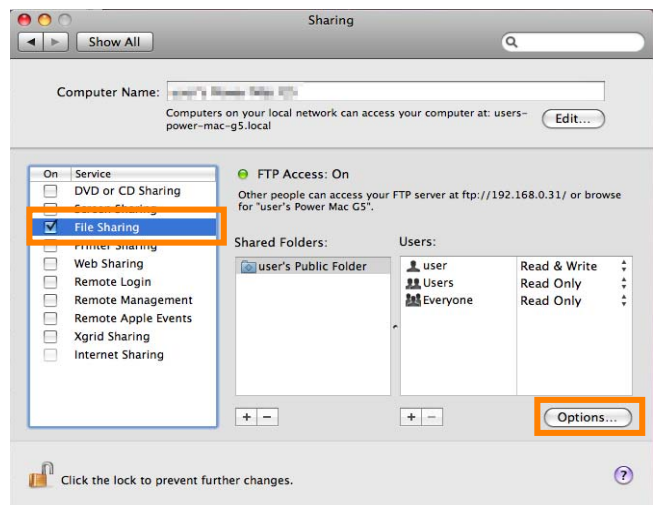 Sharing
Show All
Computer Name:
Computers on your local network can access your computer at: users-
power-mac-g5.local
Edit...
On Service
DVD or CD Sharing
Screen Sharing
File Sharing
Printer Sharing
Web Sharing
Remote Login
Remote Management
Remote Apple Events
Xgrid Sharing
Internet Sharing
FTP Access: On
Other people can access your FTP server at ftp://192.168.0.31/ or browse
for "user's Power Mac G5".
Shared Folders:
user's Public Folder
Users:
user Read & Write
Users Read Only
Everyone Read Only
+ −
+ −
Options...
Click the lock to prevent further changes.
?